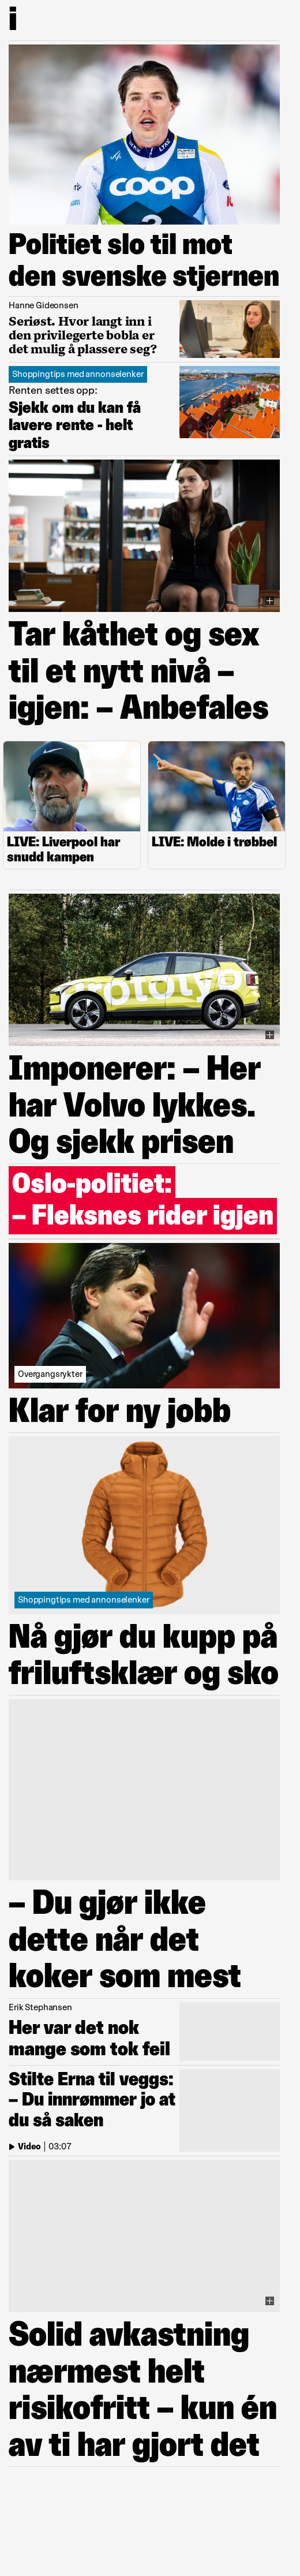 i
coop
2
Politiet slo til mot
den svenske stjernen
Hanne Gideonsen
Seriøst. Hvor langt inn i
den privilegerte bobla er
det mulig å plassere seg?
Shoppingtips med annonselenker
Renten settes opp:
Sjekk om du kan få
lavere rente - helt
gratis
Tar kåthet og sex
til et nytt nivå –
igjen: – Anbefales
LIVE: Liverpool har
snudd kampen
LIVE: Molde i trøbbel
Imponerer: – Her
har Volvo lykkes.
Og sjekk prisen
Oslo-politiet:
– Fleksnes rider igjen
Overgangsrykter
Klar for ny jobb
Shoppingtips med annonselenker
Nå gjør du kupp på
friluftsklær og sko
– Du gjør ikke
dette når det
koker som mest
Erik Stephansen
Her var det nok
mange som tok feil
Stilte Erna til veggs:
– Du innrømmer jo at
du så saken
Video | 03:07
Solid avkastning
nærmest helt
risikofritt – kun én
av ti har gjort det